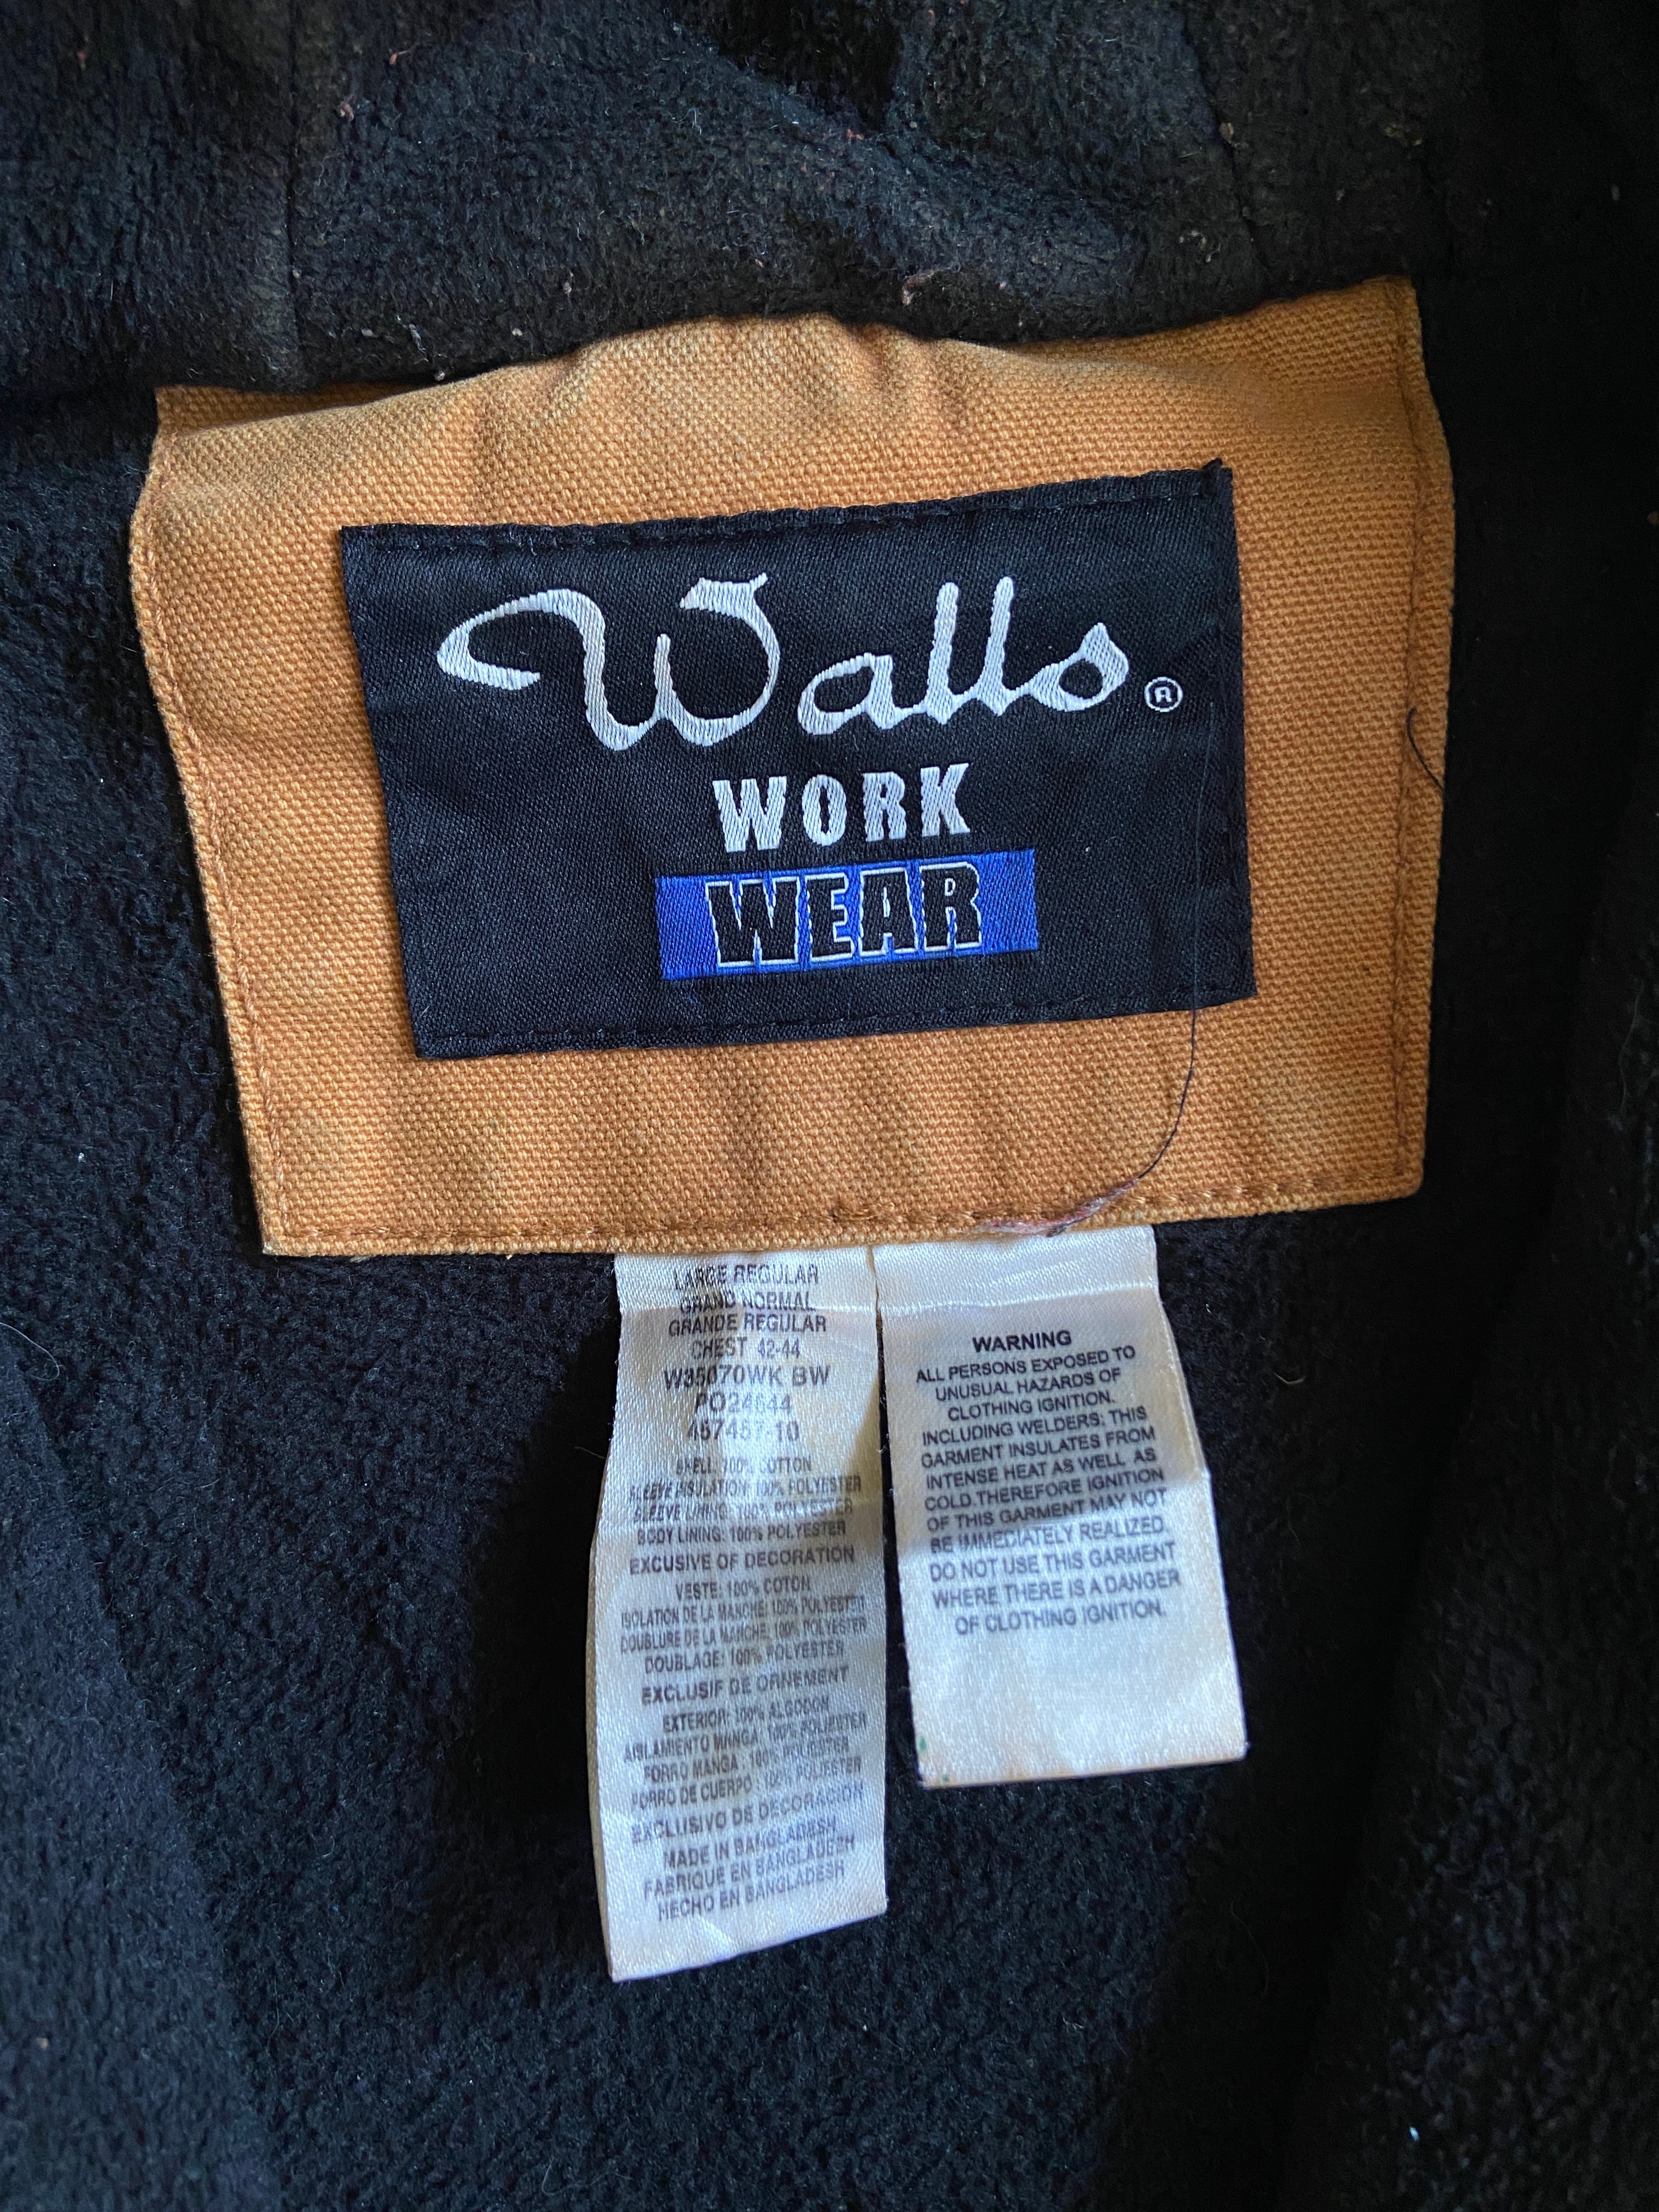 Walls®
WORK
WEAR
LARGE REGULAR
GRAND NORMAL
GRANDE REGULAR
CHEST 42-44
W35070WK BW
PO24644
457457-10
SHELL: 100% COTTON
SLEEVE INSULATION: 100% POLYESTER
SLEEVE LINING: 100% POLYESTER
BODY LINING: 100% POLYESTER
EXCUSIVE OF DECORATION
VESTE: 100% COTON
ISOLATION DE LA MANCHE: 100% POLYESTER
DOUBLURE DE LA MANCHE: 100% POLYESTER
DOUBLAGE: 100% POLYESTER
EXCLUSIF DE ORNEMENT
EXTERIOR: 100% ALGODON
AISLAMIENTO MANGA: 100% POLIESTER
FORRO MANGA : 100% POLIESTER
FORRO DE CUERPO : 100% POLIESTER
EXCLUSIVO DE DECORACION
MADE IN BANGLADESH
FABRIQUE EN BANGLADESH
HECHO EN BANGLADESH
WARNING
ALL PERSONS EXPOSED TO
UNUSUAL HAZARDS OF
CLOTHING IGNITION.
INCLUDING WELDERS: THIS
GARMENT INSULATES FROM
INTENSE HEAT AS WELL AS
COLD.THEREFORE IGNITION
OF THIS GARMENT MAY NOT
BE IMMEDIATELY REALIZED.
DO NOT USE THIS GARMENT
WHERE THERE IS A DANGER
OF CLOTHING IGNITION.